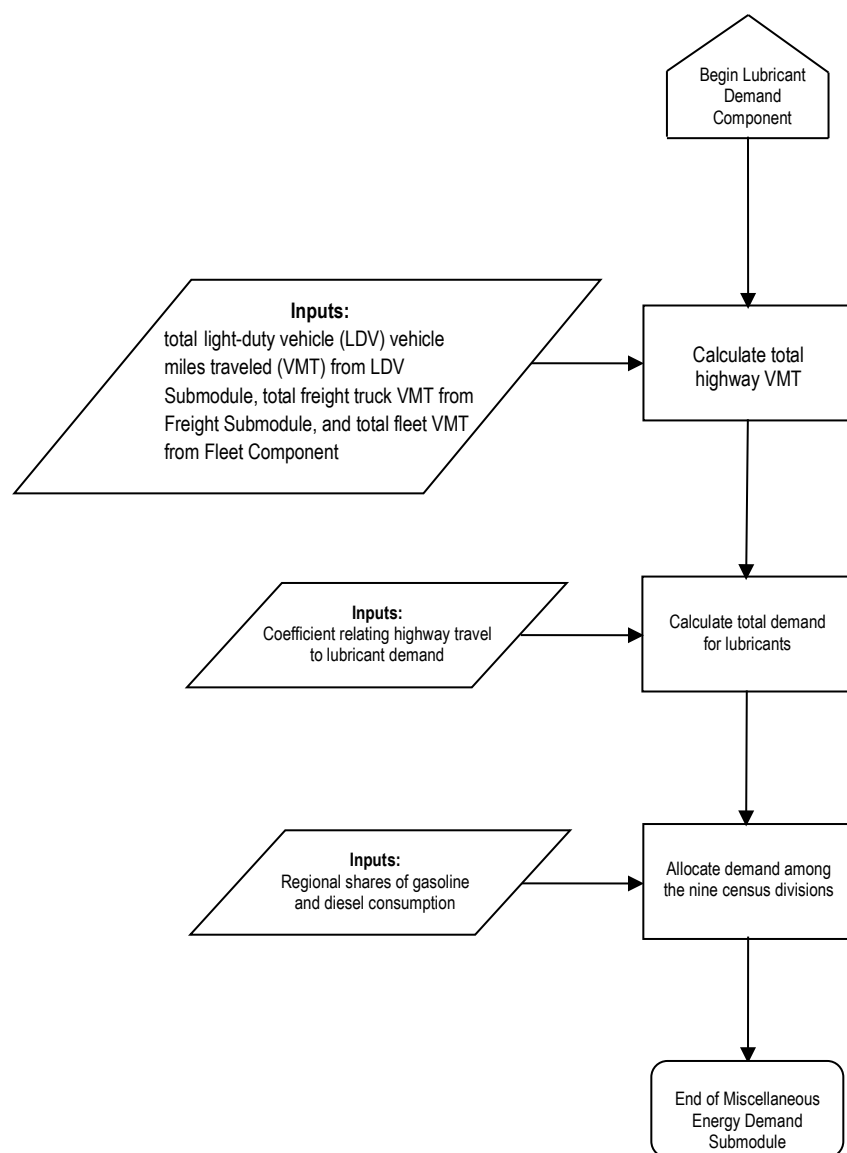 Begin Lubricant
Demand
Component
Inputs:
total light-duty vehicle (LDV) vehicle
miles traveled (VMT) from LDV
Submodule, total freight truck VMT from
Freight Submodule, and total fleet VMT
from Fleet Component
Calculate total
highway VMT
Inputs:
Coefficient relating highway travel
to lubricant demand
Calculate total demand
for lubricants
Inputs:
Regional shares of gasoline
and diesel consumption
Allocate demand among
the nine census divisions
End of Miscellaneous
Energy Demand
Submodule